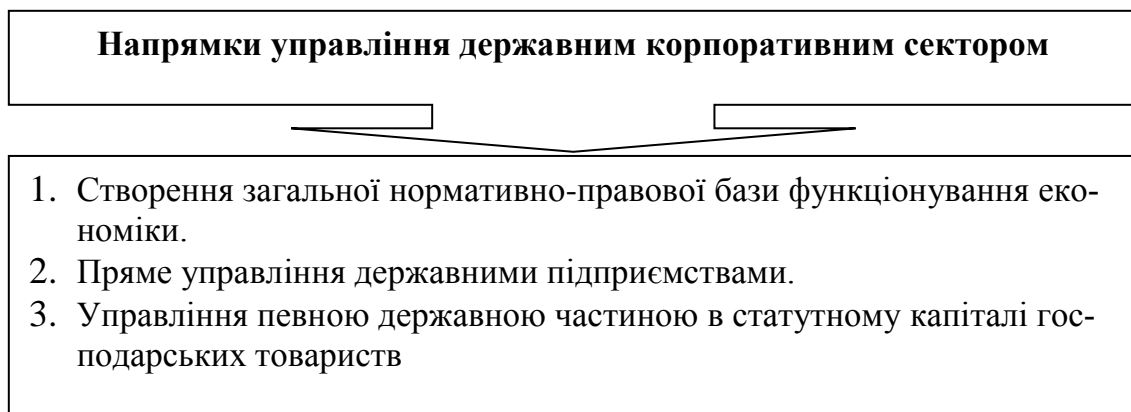 Напрямки управління державним корпоративним сектором
1. Створення загальної нормативно-правової бази функціонування еко-
номіки.
2. Пряме управління державними підприємствами.
3. Управління певною державною частиною в статутному капіталі гос-
подарських товариств